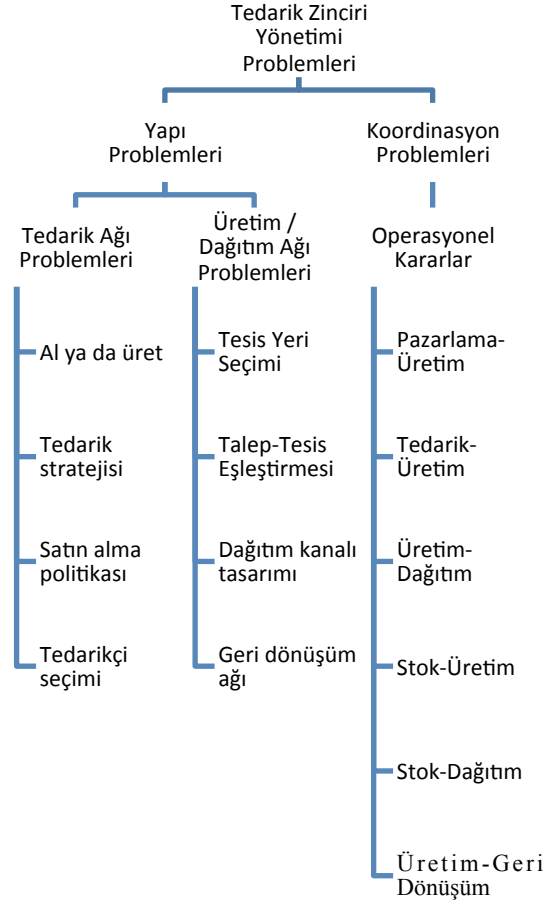 Tedarik Zinciri
Yönetimi
Problemleri
Yapı
Problemleri
Koordinasyon
Problemleri
Tedarik Ağı
Problemleri
Üretim /
Dağıtım Ağı
Problemleri
Operasyonel
Kararlar
Al ya da üret
Tedarik
stratejisi
Satın alma
politikası
Tedarikçi
seçimi
Tesis Yeri
Seçimi
Talep-Tesis
Eşleştirmesi
Dağıtım kanalı
tasarımı
Geri dönüşüm
ağı
Pazarlama-
Üretim
Tedarik-
Üretim
Üretim-
Dağıtım
Stok-Üretim
Stok-Dağıtım
Üretim-Geri
Dönüşüm